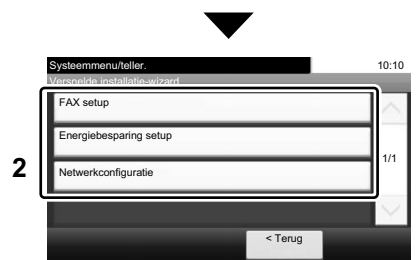 Systeemmenu/teller. 10:10
Versnelde installatie-wizard
FAX setup
Energiebesparing setup
2
1/1
Netwerkconfiguratie
< Terug